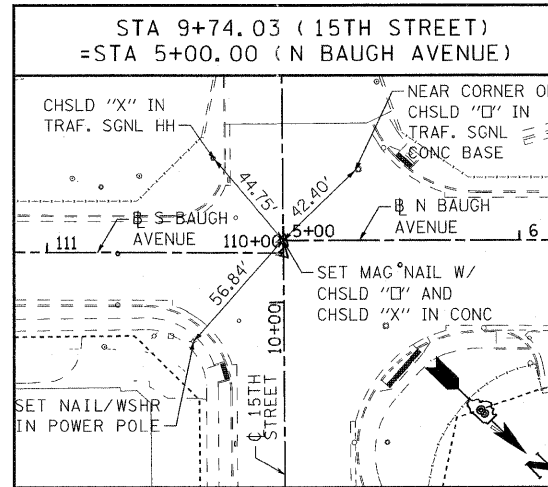 STA 9+74.03 (15TH STREET)
=STA 5+00.00 (N BAUGH AVENUE)
CHSLD "X" IN
TRAF. SGNL HH
NEAR CORNER OF
CHSLD "□" IN
TRAF. SGNL
CONC BASE
44.75'
42.40'
℄ S BAUGH
AVENUE
℄ N BAUGH
AVENUE
111
110+00
5+00
6
56.84'
SET MAG NAIL W/
CHSLD "□" AND
CHSLD "X" IN CONC
10+00
℄ 15TH
STREET
SET NAIL/WSHR
IN POWER POLE
N